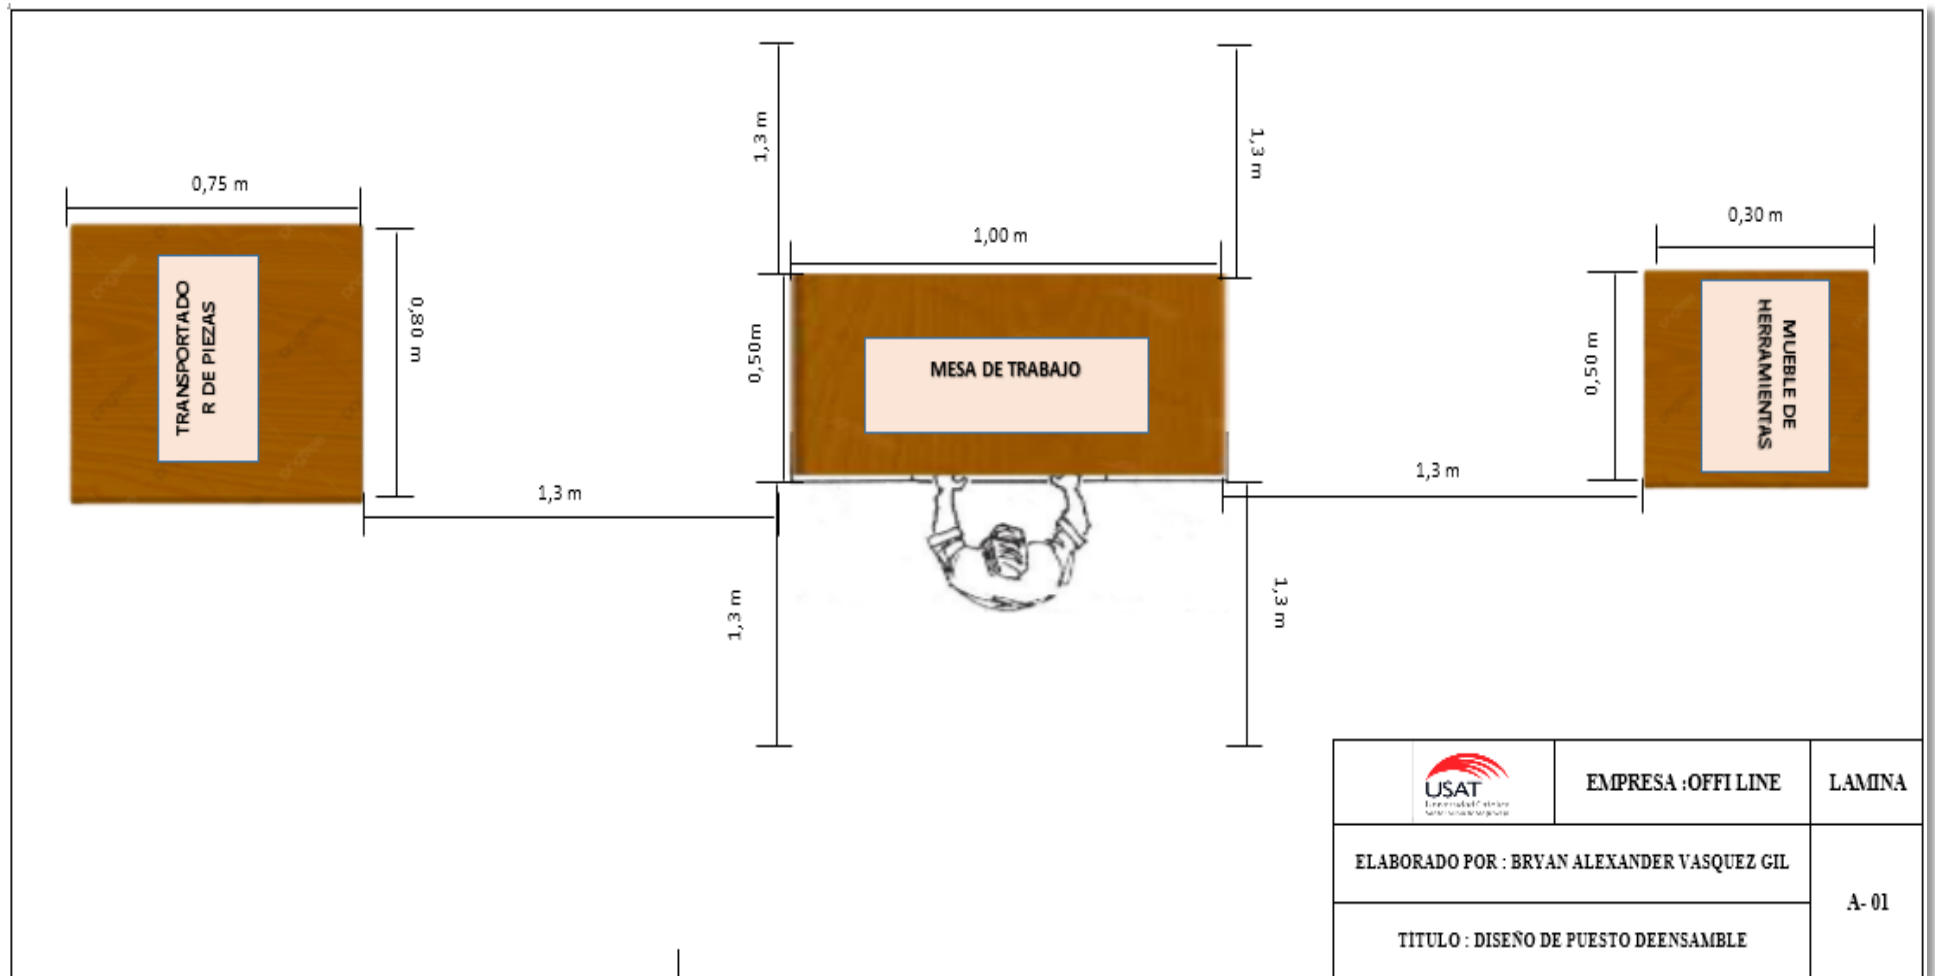 1,3 m
1,3 m
0,75 m
0,30 m
1,00 m
TRANSPORTADO
R DE PIEZAS
0,80 m
0,50m
MESA DE TRABAJO
0,50 m
MUEBLE DE
HERRAMIENTAS
1,3 m
1,3 m
1,3 m
1,3 m
USAT
EMPRESA :OFFI LINE
LAMINA
ELABORADO POR : BRYAN ALEXANDER VASQUEZ GIL
A- 01
TÍTULO : DISEÑO DE PUESTO DEENSAMBLE